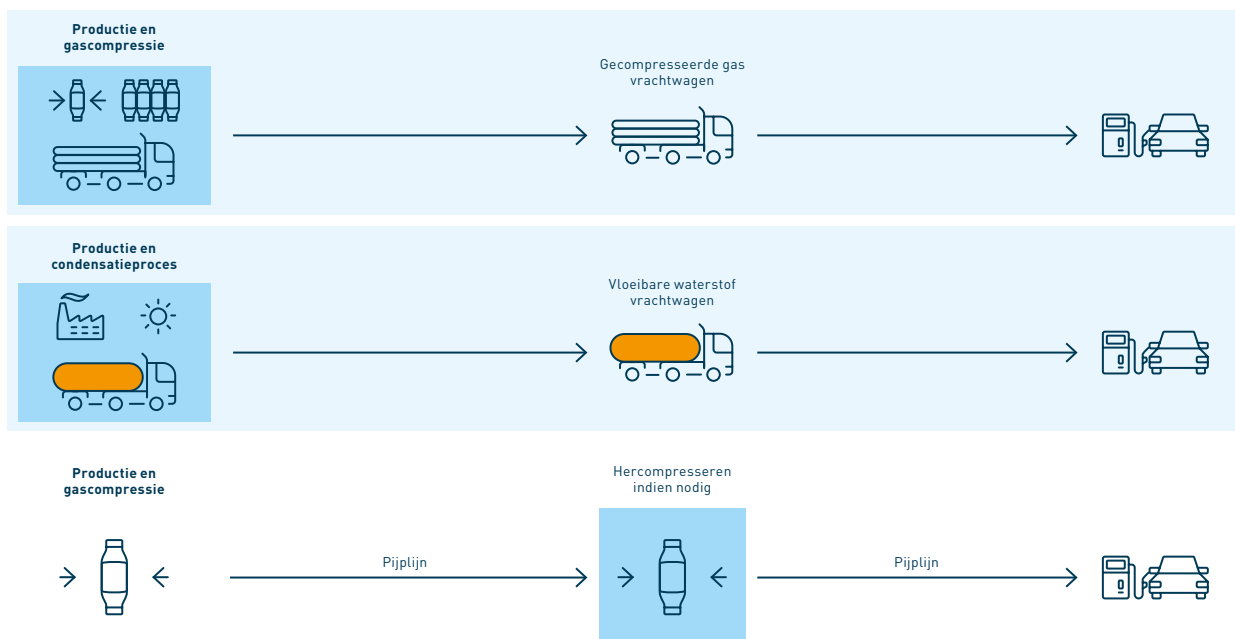 Productie en
gascompressie
Gecompresseerde gas
vrachtwagen
Productie en
condensatieproces
Vloeibare waterstof
vrachtwagen
Productie en
gascompressie
Hercompresseren
indien nodig
Pijplijn
Pijplijn